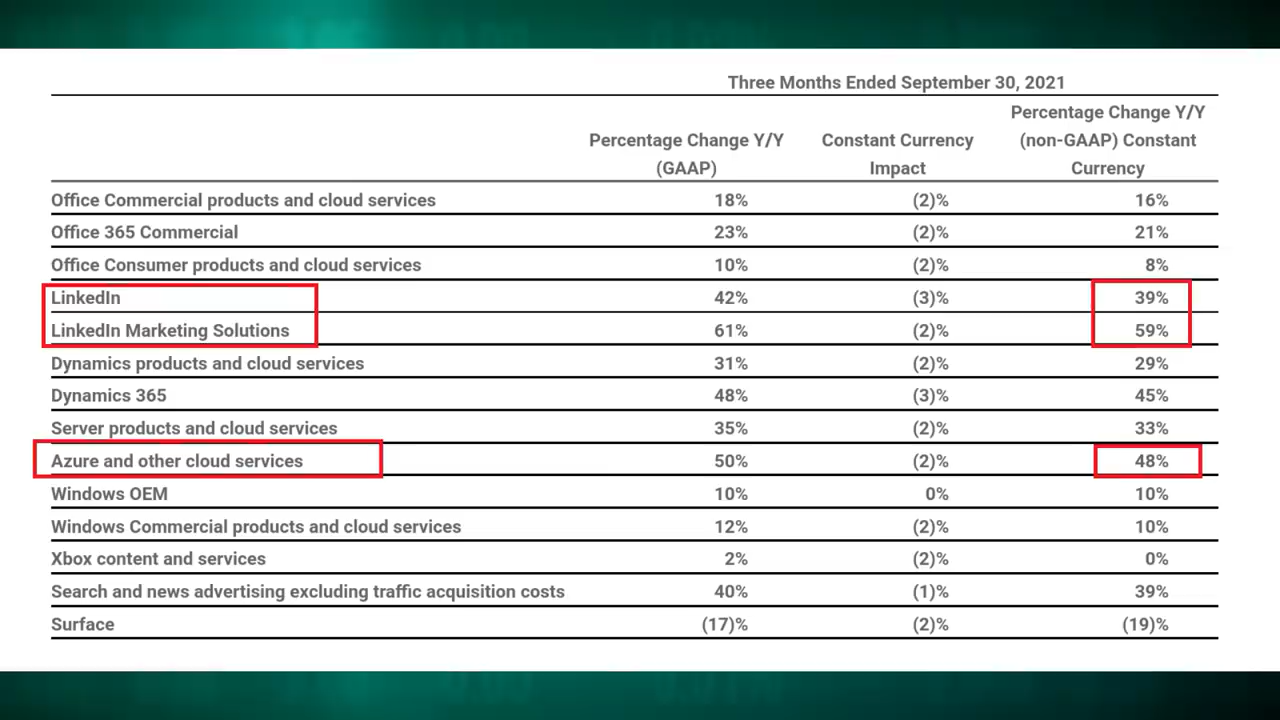 Three Months Ended September 30, 2021
Percentage Change Y/Y (GAAP)
Constant Currency Impact
Percentage Change Y/Y (non-GAAP) Constant Currency
Office Commercial products and cloud services 18% (2)% 16%
Office 365 Commercial 23% (2)% 21%
Office Consumer products and cloud services 10% (2)% 8%
LinkedIn 42% (3)% 39%
LinkedIn Marketing Solutions 61% (2)% 59%
Dynamics products and cloud services 31% (2)% 29%
Dynamics 365 48% (3)% 45%
Server products and cloud services 35% (2)% 33%
Azure and other cloud services 50% (2)% 48%
Windows OEM 10% 0% 10%
Windows Commercial products and cloud services 12% (2)% 10%
Xbox content and services 2% (2)% 0%
Search and news advertising excluding traffic acquisition costs 40% (1)% 39%
Surface (17)% (2)% (19)%